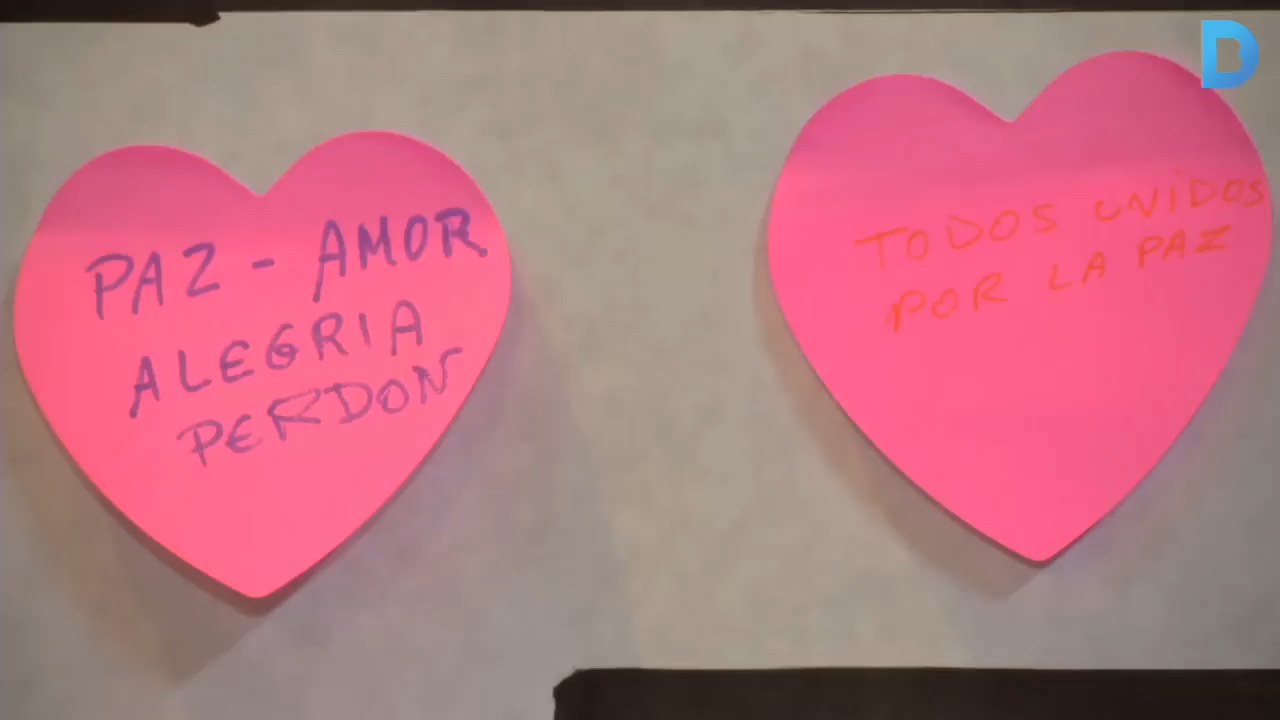 PAZ - AMOR
ALEGRIA
PERDON
TODOS UNIDOS
POR LA PAZ